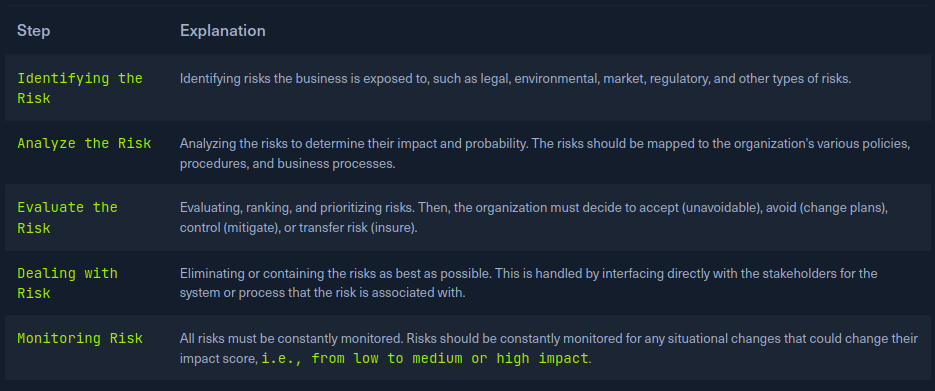 Step Explanation
Identifying the Risk
Identifying risks the business is exposed to, such as legal, environmental, market, regulatory, and other types of risks.
Analyze the Risk
Analyzing the risks to determine their impact and probability. The risks should be mapped to the organization's various policies,
procedures, and business processes.
Evaluate the
Risk
Evaluating, ranking, and prioritizing risks. Then, the organization must decide to accept (unavoidable), avoid (change plans),
control (mitigate), or transfer risk (insure).
Dealing with
Risk
Eliminating or containing the risks as best as possible. This is handled by interfacing directly with the stakeholders for the
system or process that the risk is associated with.
Monitoring Risk
All risks must be constantly monitored. Risks should be constantly monitored for any situational changes that could change their
impact score, i.e., from low to medium or high impact.